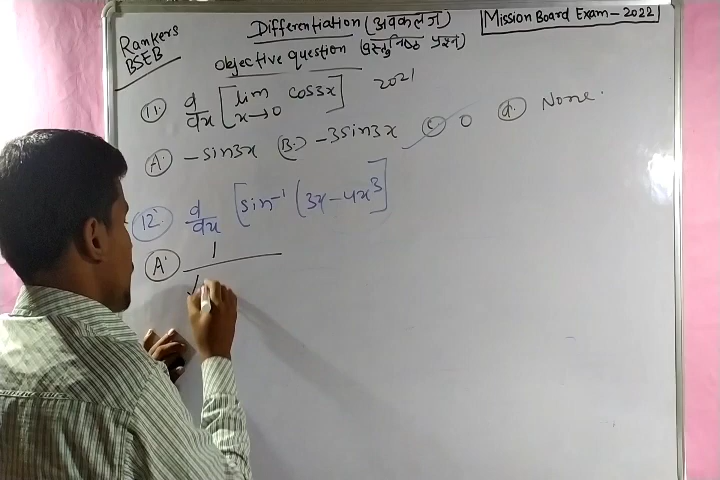 Rankers
BSEB
Differentiation (अवकलज)
Mission Board Exam - 2022
objective question (वस्तुनिष्ठ प्रश्न)
11. d/dx [lim x→0 cos3x] 2021
A. - sin3x B. - 3sin3x C. 0 d. None.
12. d/dx [sin⁻¹ (3x - 4x³]
A. 1